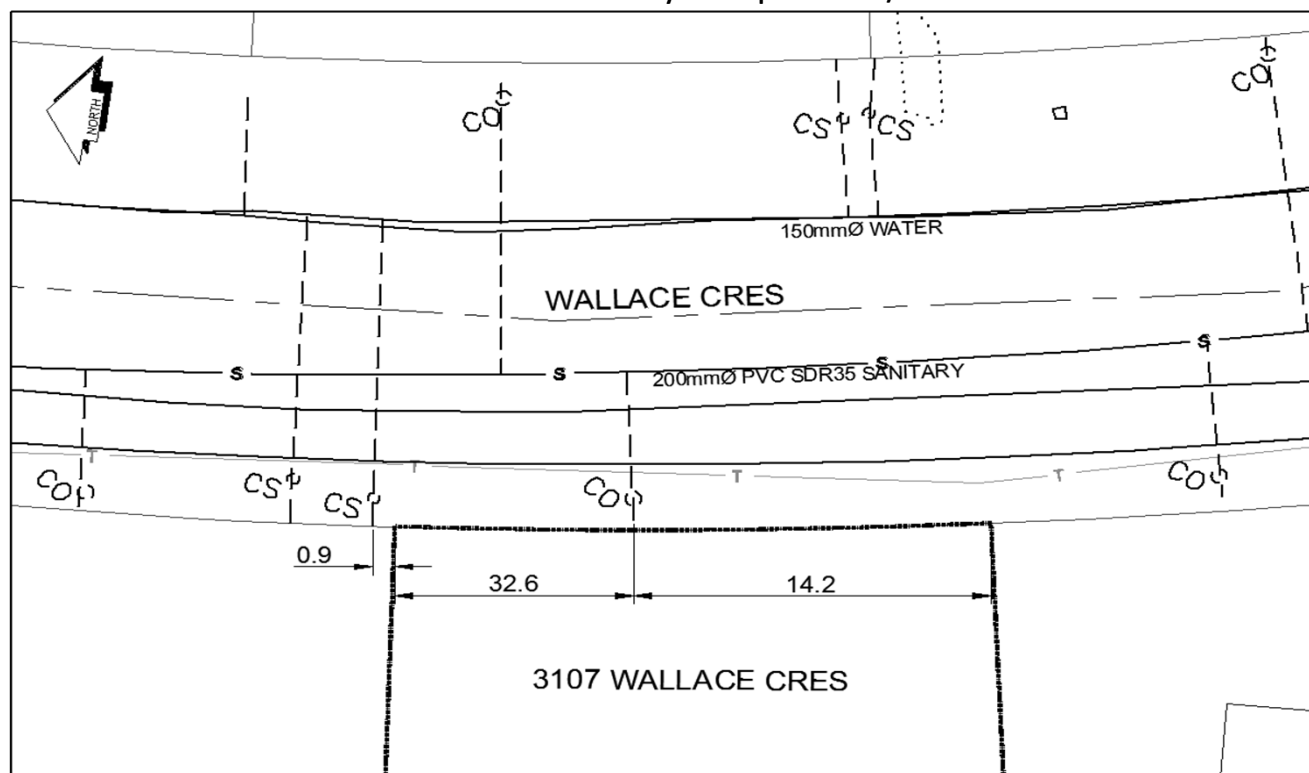 NORTH
CO
CS
CS
CO
150mmØ WATER
WALLACE CRES
S
S
S
S
200mmØ PVC SDR35 SANITARY
T
T
T
T
CO
CS
CS
CO
CO
0.9
32.6
14.2
3107 WALLACE CRES